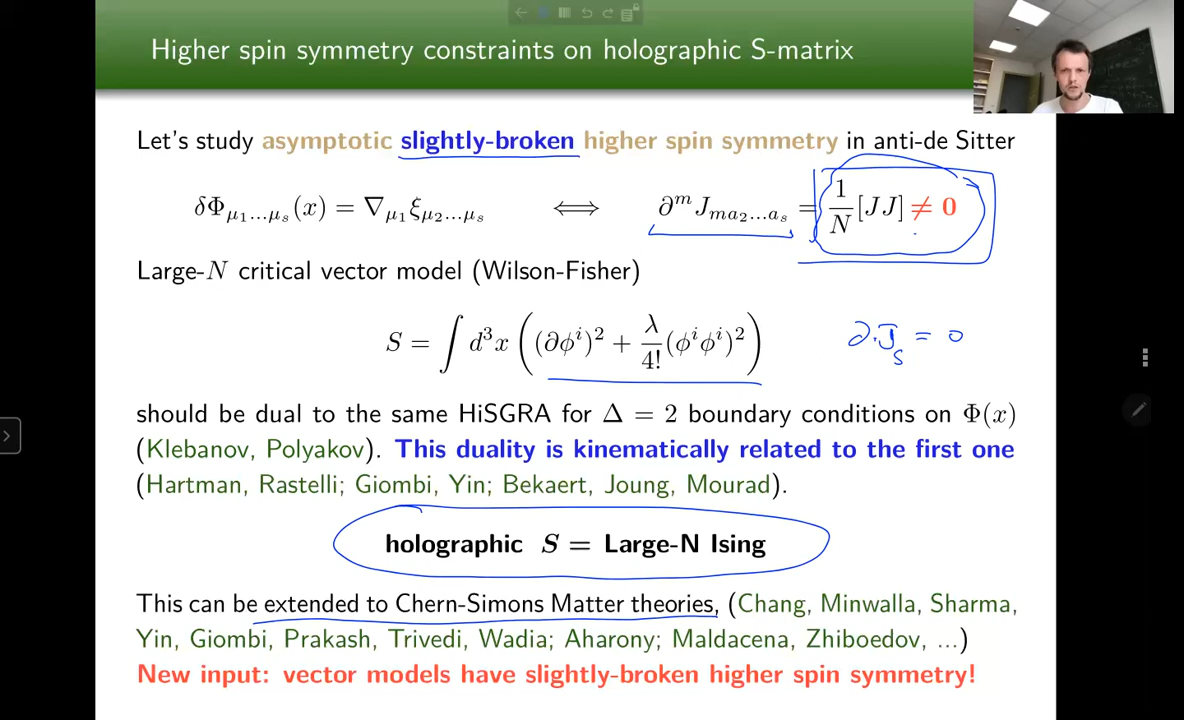 Higher spin symmetry constraints on holographic S-matrix
Let's study asymptotic slightly-broken higher spin symmetry in anti-de Sitter
δΦ_{μ₁…μₛ}(x) = ∇_{μ₁}ξ_{μ₂…μₛ} ⟺ ∂ᵐJ_{ma₂…aₛ} = 1/N [JJ] ≠ 0
Large-N critical vector model (Wilson-Fisher)
S = ∫ d³x ( (∂ϕⁱ)² + λ/4! (ϕⁱϕⁱ)² ) ∂·Jₛ = 0
should be dual to the same HiSGRA for Δ = 2 boundary conditions on Φ(x)
(Klebanov, Polyakov). This duality is kinematically related to the first one
(Hartman, Rastelli; Giombi, Yin; Bekaert, Joung, Mourad).
holographic S = Large-N Ising
This can be extended to Chern-Simons Matter theories, (Chang, Minwalla, Sharma,
Yin, Giombi, Prakash, Trivedi, Wadia; Aharony; Maldacena, Zhiboedov, ...)
New input: vector models have slightly-broken higher spin symmetry!